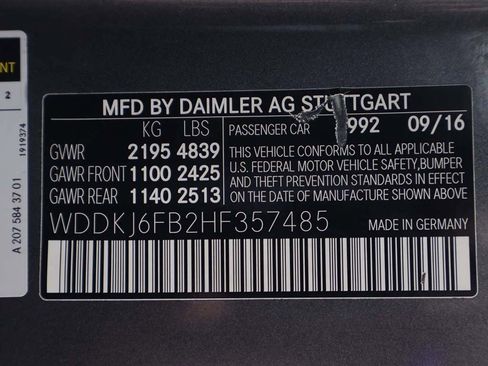 MFD BY DAIMLER AG STUTTGART
KG LBS
PASSENGER CAR 992 09/16
GVWR 2195 4839
GAWR FRONT 1100 2425
GAWR REAR 1140 2513
THIS VEHICLE CONFORMS TO ALL APPLICABLE
U.S. FEDERAL MOTOR VEHICLE SAFETY, BUMPER
AND THEFT PREVENTION STANDARDS IN EFFECT
ON THE DATE OF MANUFACTURE SHOWN ABOVE.
WDDKJ6FB2HF357485
MADE IN GERMANY
2
1919374
A 207 584 37 01